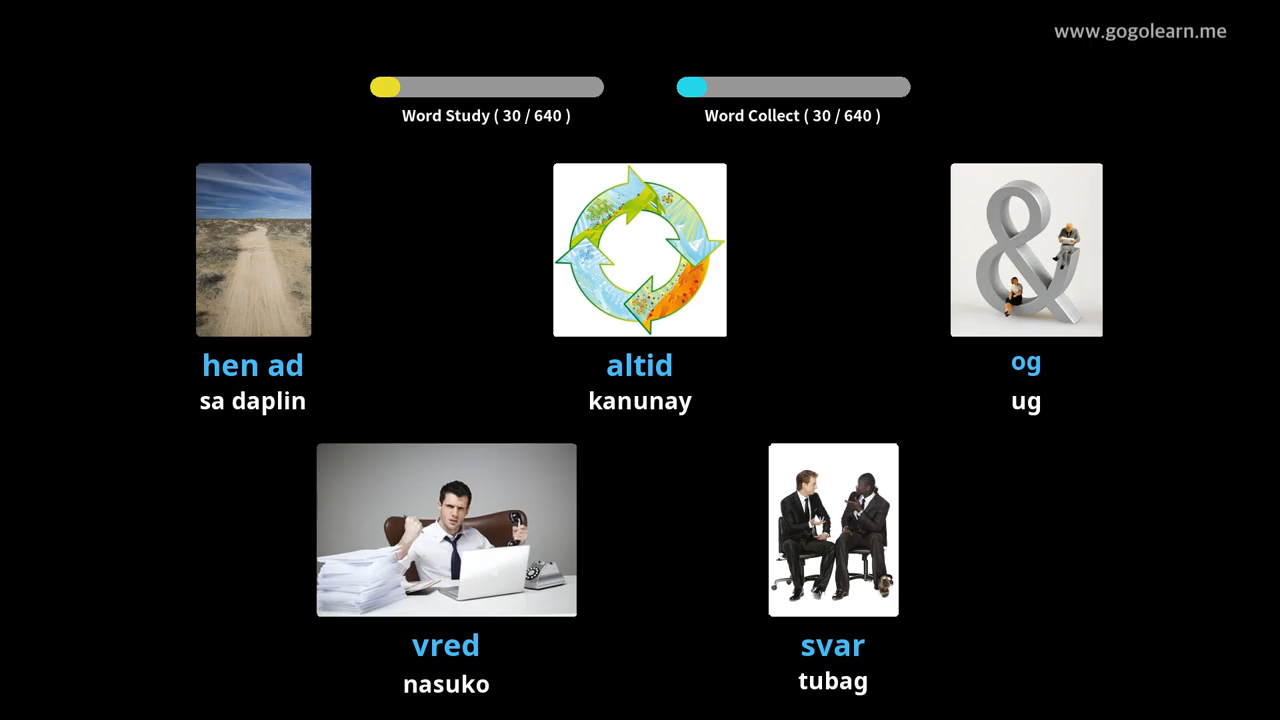 www.gogolearn.me
Word Study ( 30 / 640 )
Word Collect ( 30 / 640 )
hen ad
sa daplin
altid
kanunay
og
ug
&
vred
nasuko
svar
tubag